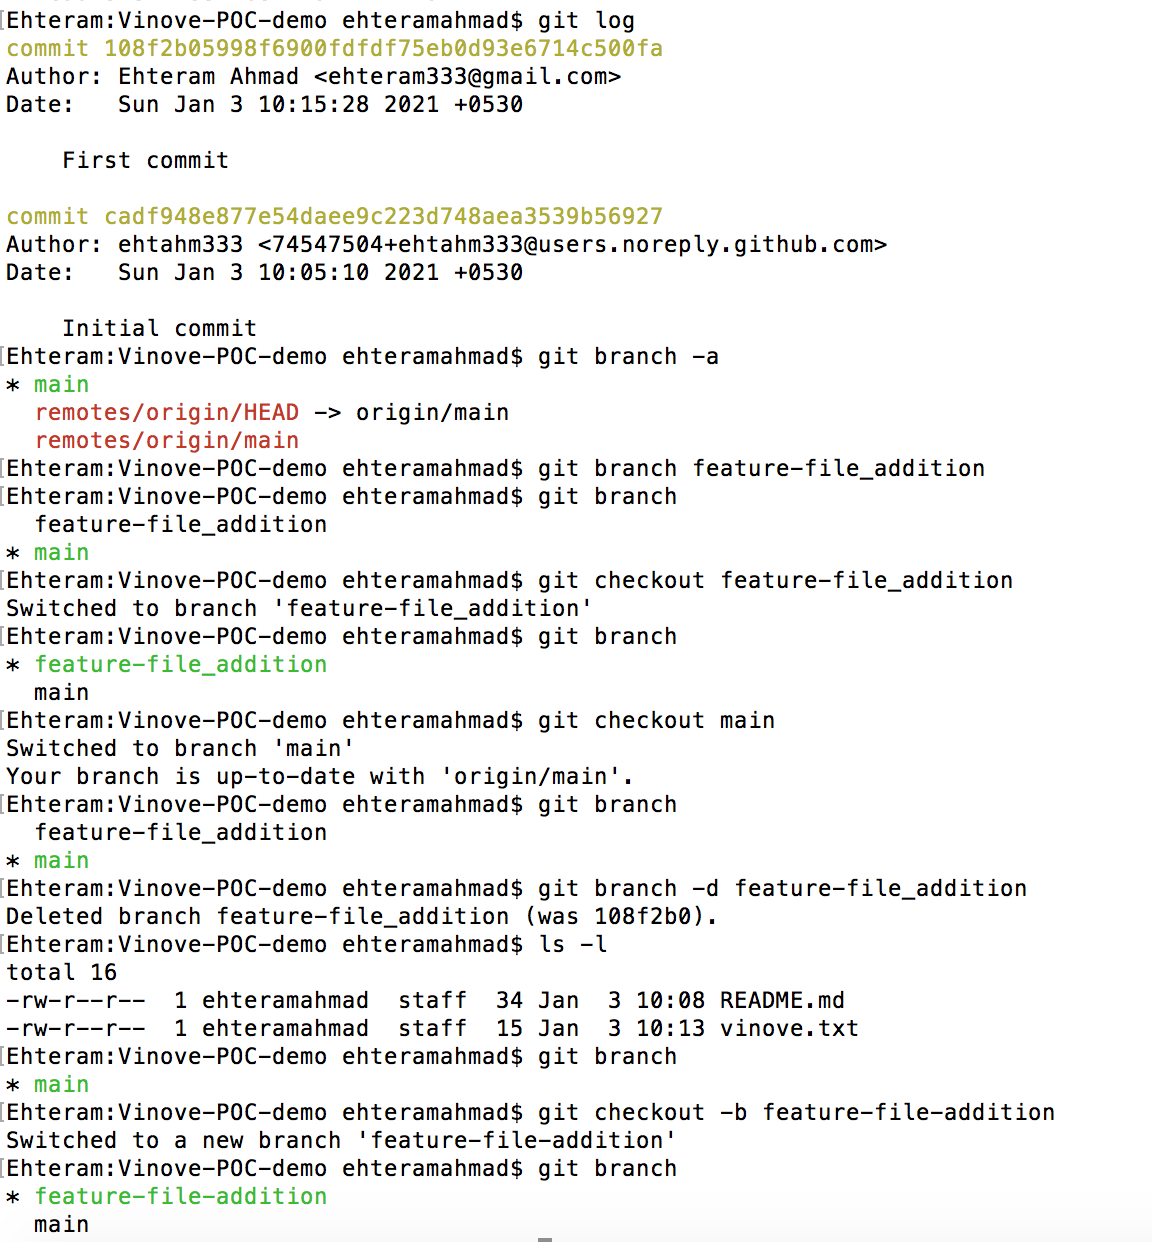 [Ehteram:Vinove-POC-demo ehteramahmad$ git log
commit 108f2b05998f6900fdfdf75eb0d93e6714c500fa
Author: Ehteram Ahmad <ehteram333@gmail.com>
Date:   Sun Jan 3 10:15:28 2021 +0530
    First commit
commit cadf948e877e54daee9c223d748aea3539b56927
Author: ehtahm333 <74547504+ehtahm333@users.noreply.github.com>
Date:   Sun Jan 3 10:05:10 2021 +0530
    Initial commit
[Ehteram:Vinove-POC-demo ehteramahmad$ git branch -a
* main
  remotes/origin/HEAD -> origin/main
  remotes/origin/main
[Ehteram:Vinove-POC-demo ehteramahmad$ git branch feature-file_addition
[Ehteram:Vinove-POC-demo ehteramahmad$ git branch
  feature-file_addition
* main
[Ehteram:Vinove-POC-demo ehteramahmad$ git checkout feature-file_addition
Switched to branch 'feature-file_addition'
[Ehteram:Vinove-POC-demo ehteramahmad$ git branch
* feature-file_addition
  main
[Ehteram:Vinove-POC-demo ehteramahmad$ git checkout main
Switched to branch 'main'
Your branch is up-to-date with 'origin/main'.
[Ehteram:Vinove-POC-demo ehteramahmad$ git branch
  feature-file_addition
* main
[Ehteram:Vinove-POC-demo ehteramahmad$ git branch -d feature-file_addition
Deleted branch feature-file_addition (was 108f2b0).
[Ehteram:Vinove-POC-demo ehteramahmad$ ls -l
total 16
-rw-r--r--  1 ehteramahmad  staff  34 Jan  3 10:08 README.md
-rw-r--r--  1 ehteramahmad  staff  15 Jan  3 10:13 vinove.txt
[Ehteram:Vinove-POC-demo ehteramahmad$ git branch
* main
[Ehteram:Vinove-POC-demo ehteramahmad$ git checkout -b feature-file-addition
Switched to a new branch 'feature-file-addition'
[Ehteram:Vinove-POC-demo ehteramahmad$ git branch
* feature-file-addition
  main